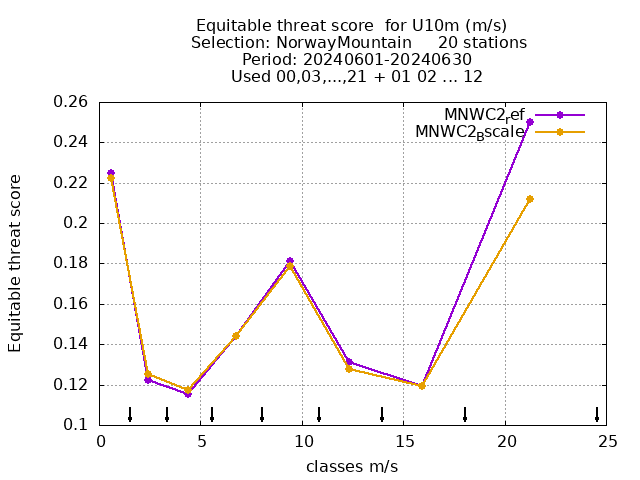 Equitable threat score  for U10m (m/s)
Selection: NorwayMountain     20 stations
Period: 20240601-20240630
Used 00,03,...,21 + 01 02 ... 12
MNWC2ref
MNWC2Bscale
Equitable threat score
0.26
0.24
0.22
0.2
0.18
0.16
0.14
0.12
0.1
0 5 10 15 20 25
classes m/s